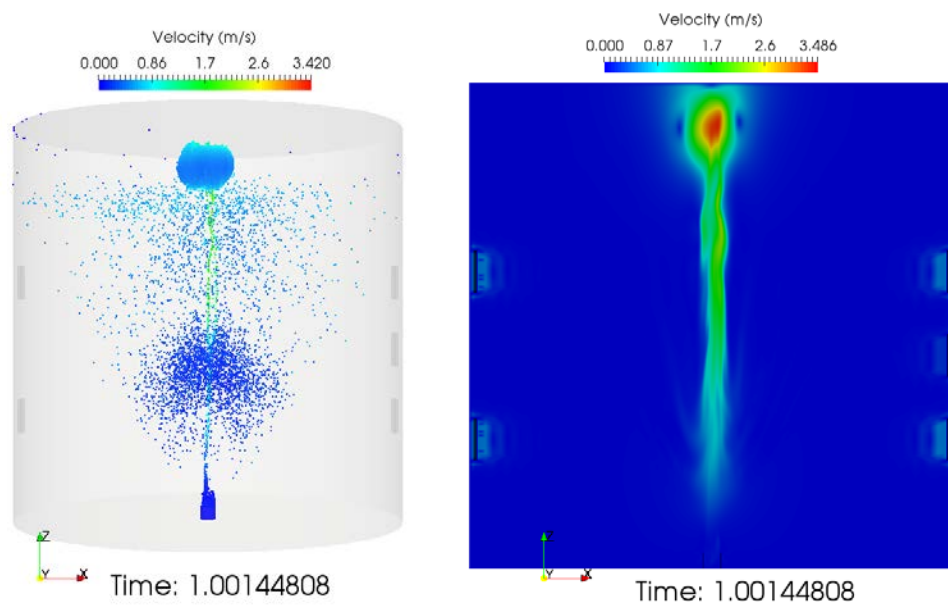 Velocity (m/s)
0.000 0.86 1.7 2.6 3.420
Z
Y X
Time: 1.00144808
Velocity (m/s)
0.000 0.87 1.7 2.6 3.486
Z
Y X
Time: 1.00144808